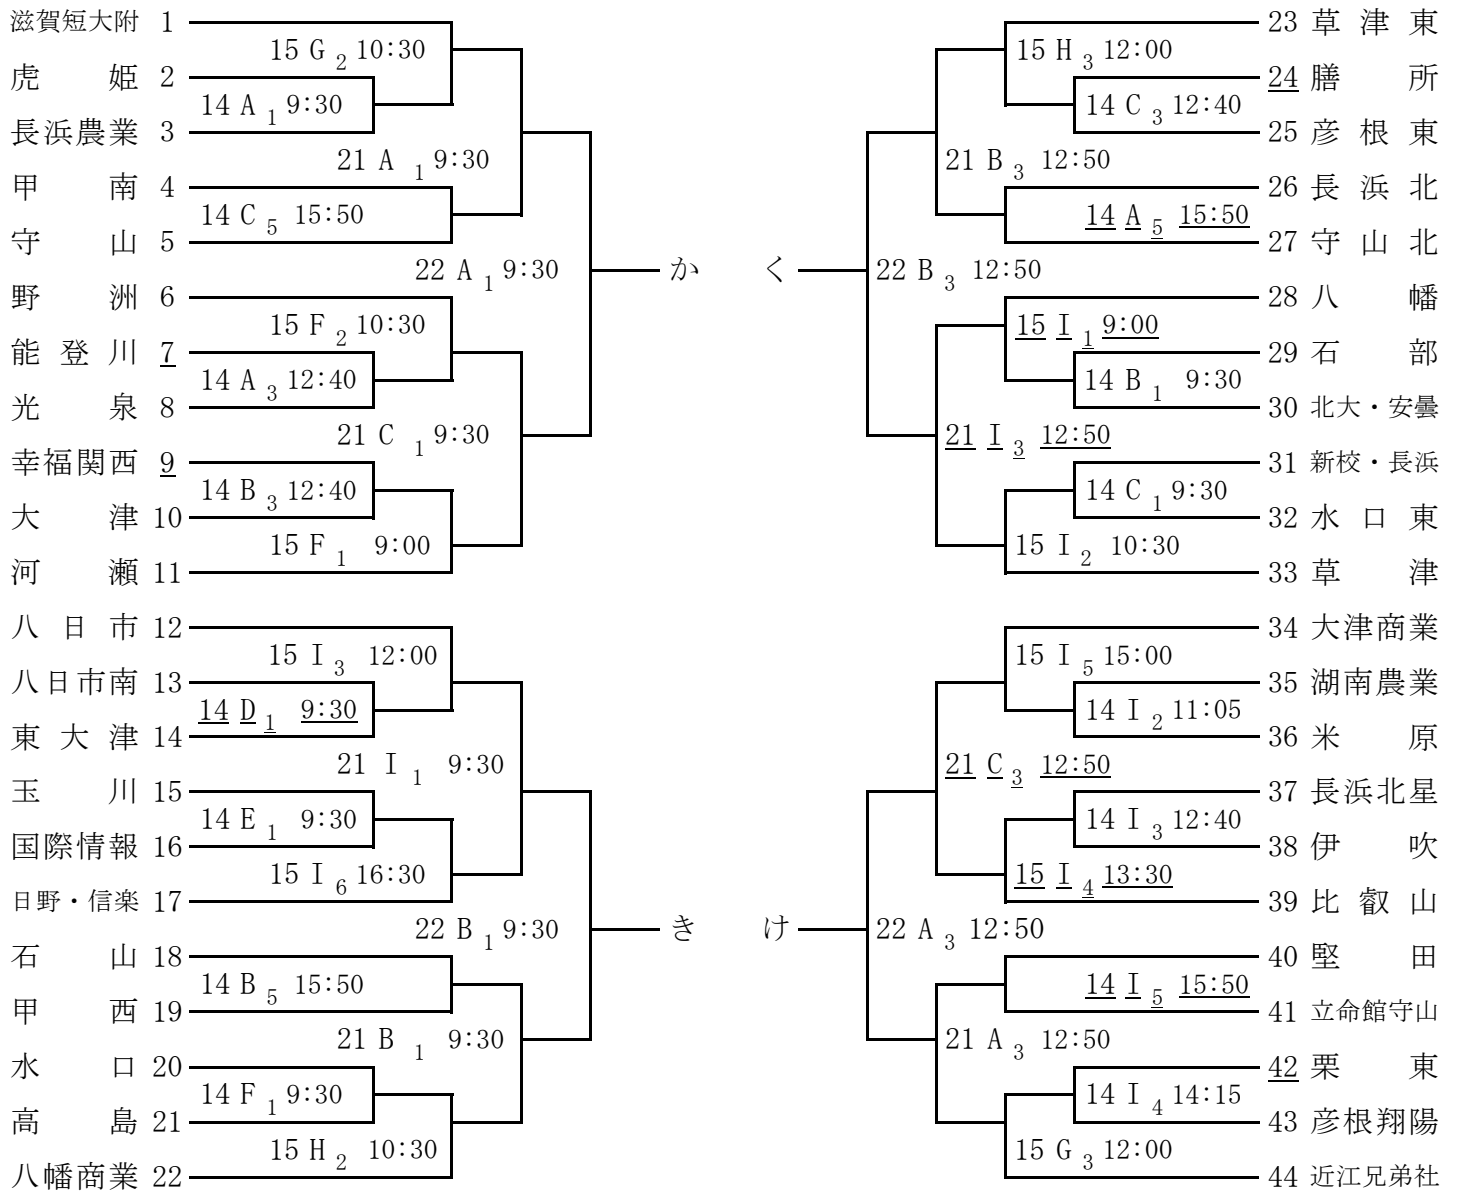 滋賀短大附 1
23 草津東
15 G 2 10:30
15 H 3 12:00
虎姫 2
24 膳所
14 A 1 9:30
14 C 3 12:40
長浜農業 3
25 彦根東
21 A 1 9:30
21 B 3 12:50
甲南 4
26 長浜北
14 C 5 15:50
14 A 5 15:50
守山 5
27 守山北
22 A 1 9:30
か
く
22 B 3 12:50
野洲 6
28 八幡
15 F 2 10:30
15 I 1 9:00
能登川 7
29 石部
14 A 3 12:40
14 B 1 9:30
光泉 8
30 北大・安曇
21 C 1 9:30
21 I 3 12:50
幸福関西 9
31 新校・長浜
14 B 3 12:40
14 C 1 9:30
大津 10
32 水口東
15 F 1 9:00
15 I 2 10:30
河瀬 11
33 草津
八日市 12
34 大津商業
15 I 3 12:00
15 I 5 15:00
八日市南 13
35 湖南農業
14 D 1 9:30
14 I 2 11:05
東大津 14
36 米原
21 I 1 9:30
21 C 3 12:50
玉川 15
37 長浜北星
14 E 1 9:30
14 I 3 12:40
国際情報 16
38 伊吹
15 I 6 16:30
15 I 4 13:30
日野・信楽 17
39 比叡山
22 B 1 9:30
き
け
22 A 3 12:50
石山 18
40 堅田
14 B 5 15:50
14 I 5 15:50
甲西 19
41 立命館守山
21 B 1 9:30
21 A 3 12:50
水口 20
42 栗東
14 F 1 9:30
14 I 4 14:15
高島 21
43 彦根翔陽
15 H 2 10:30
15 G 3 12:00
八幡商業 22
44 近江兄弟社